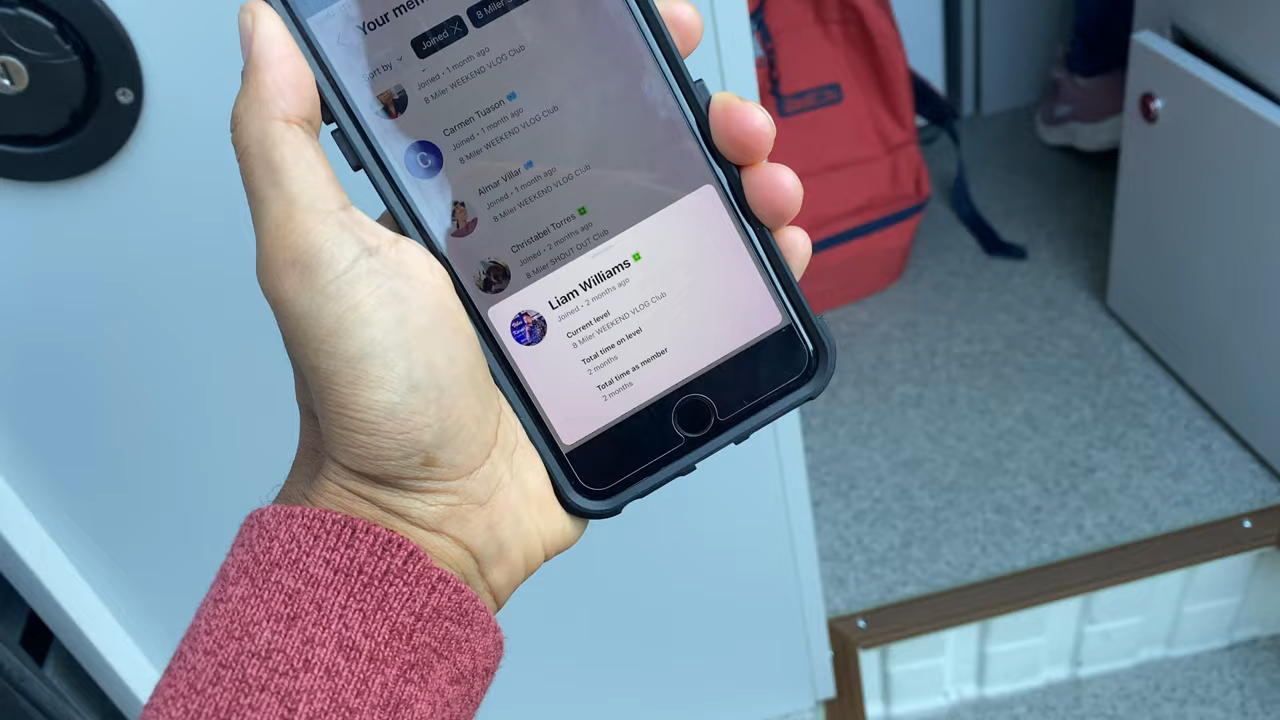 Your mem
Joined
8 Miler
Sort by
Joined • 1 month ago
8 Miler WEEKEND VLOG Club
Carmen Tuason
C
Joined • 1 month ago
8 Miler WEEKEND VLOG Club
Almar Villar
Joined • 1 month ago
8 Miler WEEKEND VLOG Club
Christabel Torres
Joined • 2 months ago
8 Miler SHOUT OUT Club
Liam Williams
Joined • 2 months ago
Current level
8 Miler WEEKEND VLOG Club
Total time on level
2 months
Total time as member
2 months